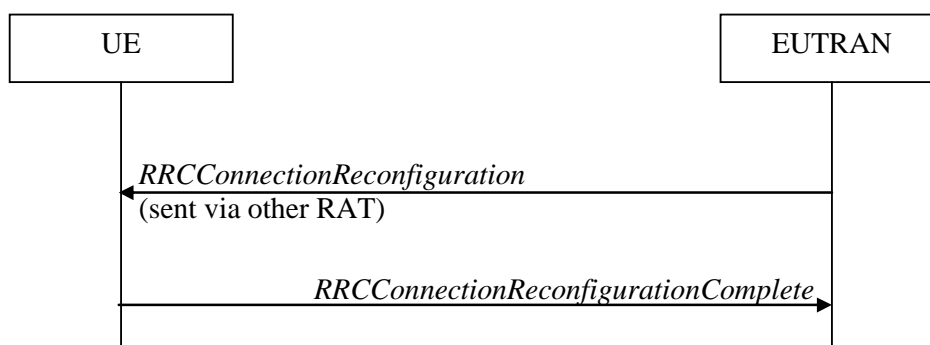 UE
EUTRAN
RRCConnectionReconfiguration
(sent via other RAT)
RRCConnectionReconfigurationComplete